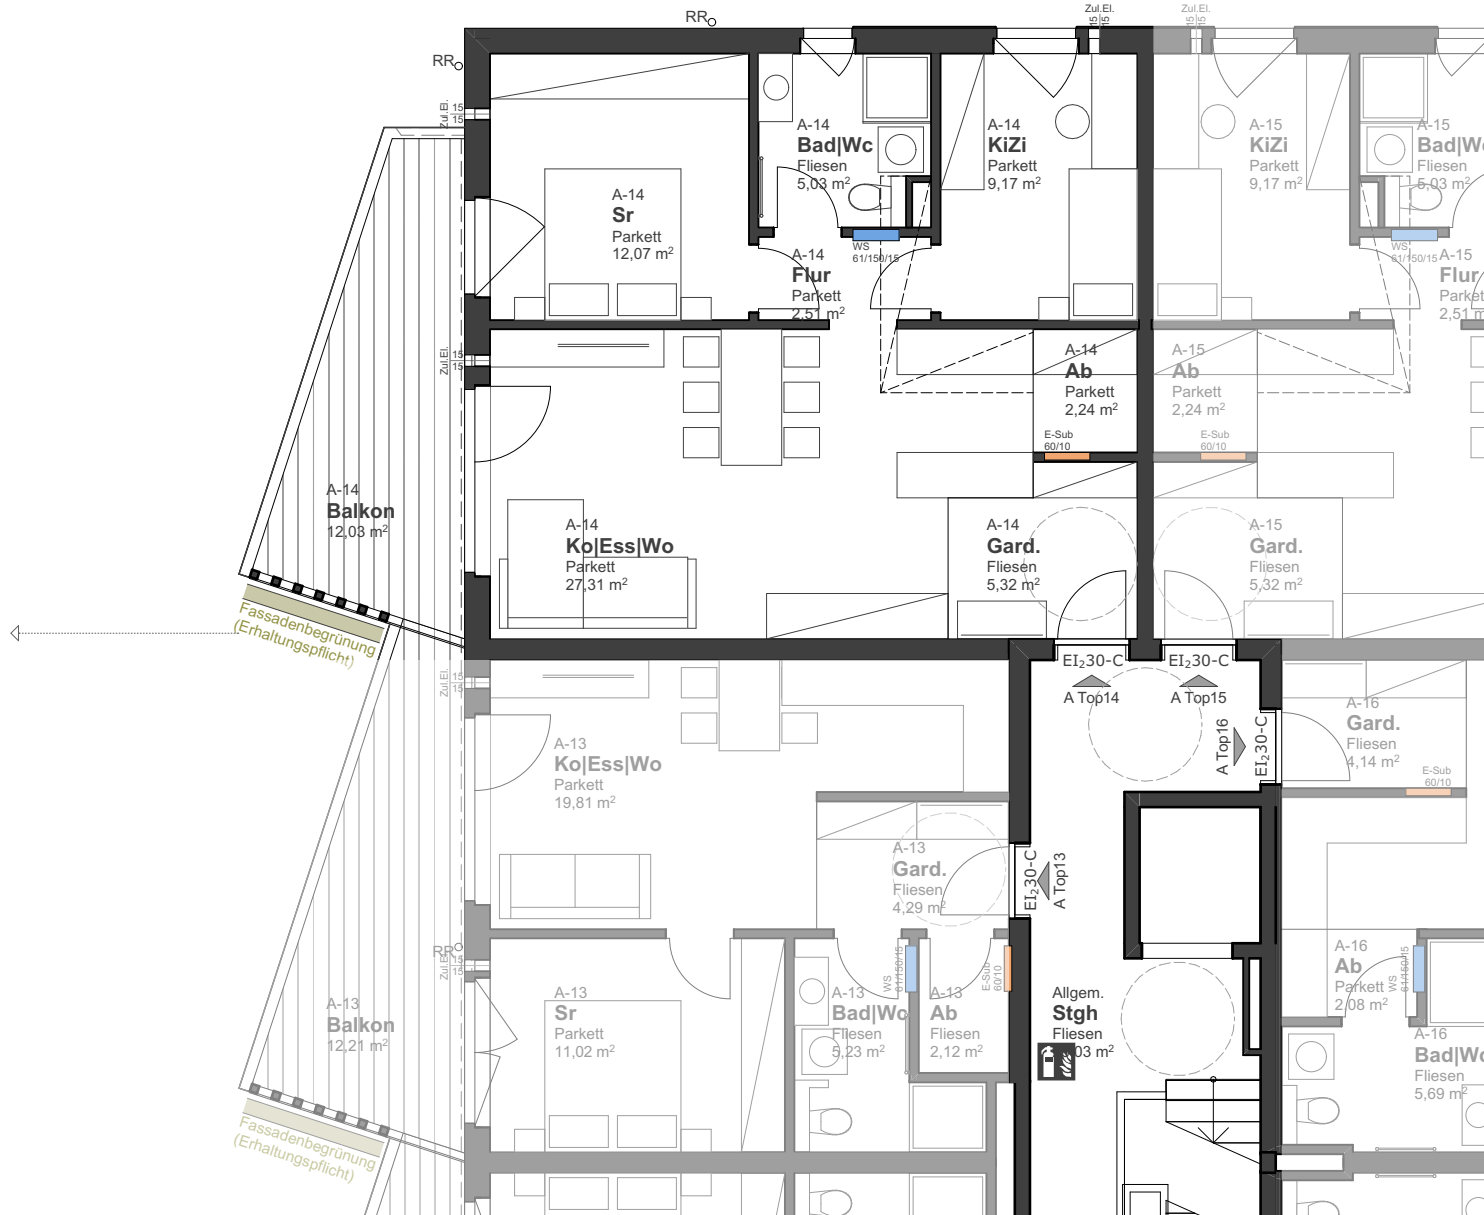 RR
Zul.El.
15
15
Zul.El.
15
15
RR
Zul.El.
15
15
A-14
Sr
Parkett
12,07 m²
A-14
Bad|Wc
Fliesen
5,03 m²
A-14
KiZi
Parkett
9,17 m²
A-15
KiZi
Parkett
9,17 m²
A-15
Bad|Wc
Fliesen
5,03 m²
A-14
Flur
Parkett
2,51 m²
WS
61/150/15
WS
61/150/15
A-15
Flur
Parkett
2,51 m
Zul.El.
15
15
A-14
Ab
Parkett
2,24 m²
E-Sub
60/10
A-15
Ab
Parkett
2,24 m²
E-Sub
60/10
A-14
Balkon
12,03 m²
A-14
Ko|Ess|Wo
Parkett
27,31 m²
A-14
Gard.
Fliesen
5,32 m²
A-15
Gard.
Fliesen
5,32 m²
Fassadenbegrünung
(Erhaltungspflicht)
EI₂30-C
A Top14
EI₂30-C
A Top15
A Top16
EI₂30-C
Zul.El.
15
15
A-13
Ko|Ess|Wo
Parkett
19,81 m²
A-16
Gard.
Fliesen
4,14 m²
E-Sub
60/10
A-13
Gard.
Fliesen
4,29 m²
EI₂30-C
A Top13
RR
Zul.El.
15
15
A-13
Balkon
12,21 m²
A-13
Sr
Parkett
11,02 m²
A-13
Bad|Wc
Fliesen
5,23 m²
WS
61/150/15
A-13
Ab
Fliesen
2,12 m²
E-Sub
60/10
Allgem.
Stgh
Fliesen
03 m²
A-16
Ab
Parkett
2,08 m²
WS
61/150/15
A-16
Bad|Wc
Fliesen
5,69 m²
Fassadenbegrünung
(Erhaltungspflicht)